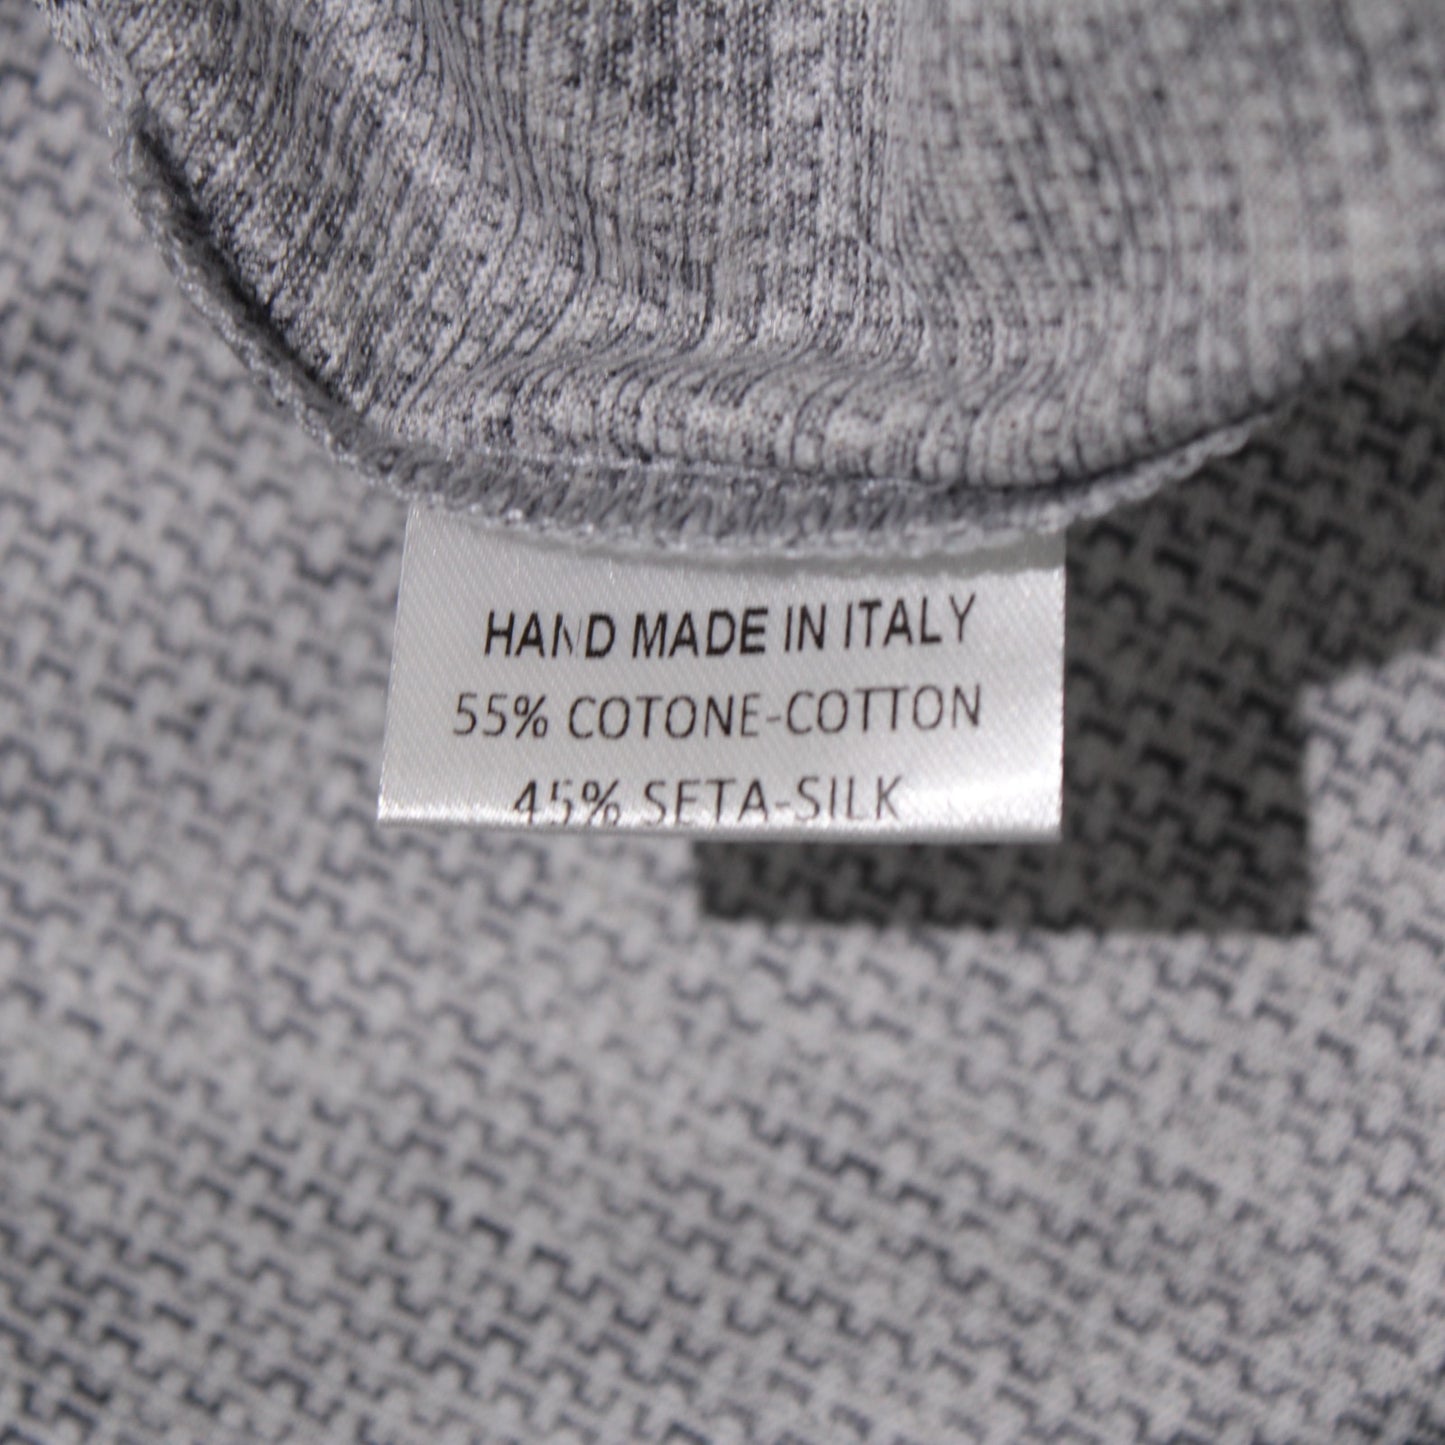 HAND MADE IN ITALY
55% COTONE-COTTON
45% SETA-SILK